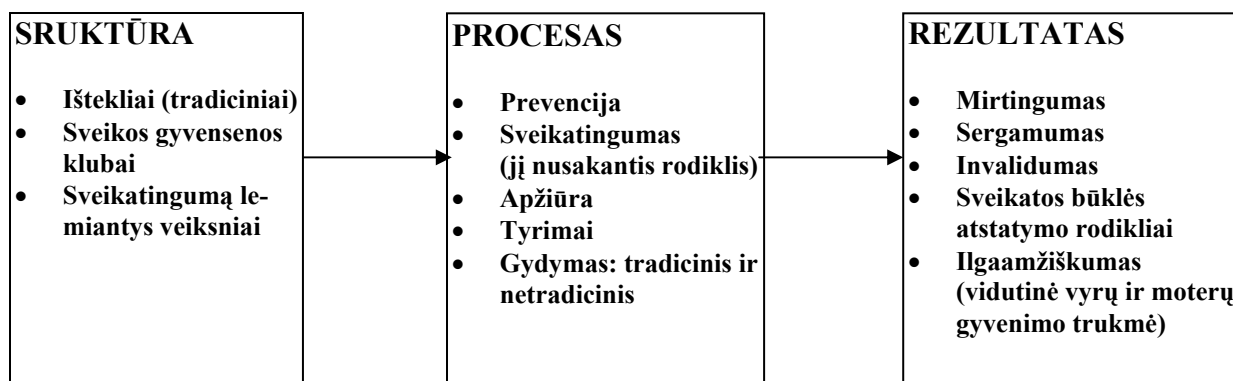 SRUKTŪRA
• Ištekliai (tradiciniai)
• Sveikos gyvensenos
klubai
• Sveikatingumą le-
miantys veiksniai
PROCESAS
• Prevencija
• Sveikatingumas
(jį nusakantis rodiklis)
• Apžiūra
• Tyrimai
• Gydymas: tradicinis ir
netradicinis
REZULTATAS
• Mirtingumas
• Sergamumas
• Invalidumas
• Sveikatos būklės
atstatymo rodikliai
• Ilgaamžiškumas
(vidutinė vyrų ir moterų
gyvenimo trukmė)